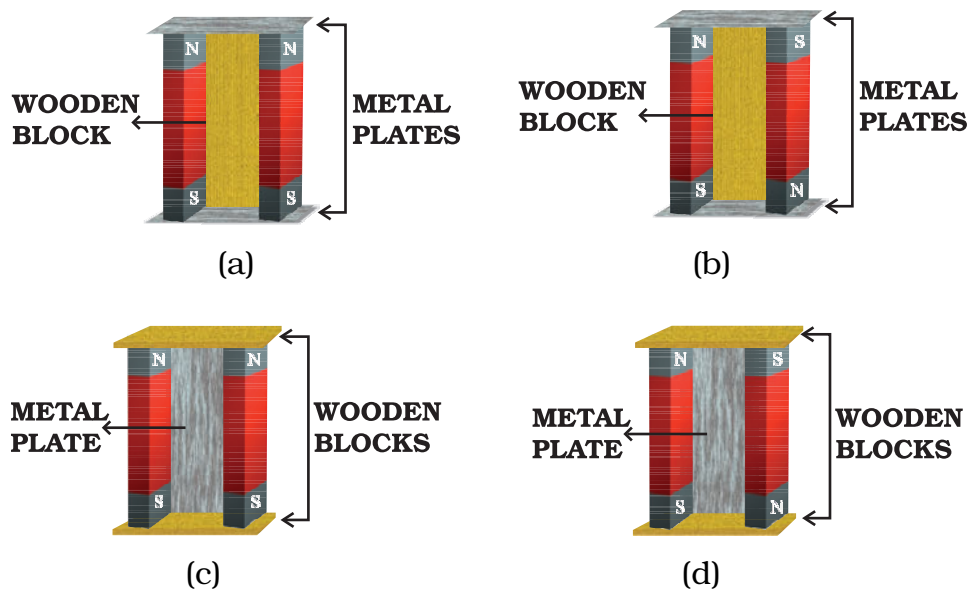 N N
WOODEN
BLOCK
METAL
PLATES
S S
(a)
N S
WOODEN
BLOCK
METAL
PLATES
S N
(b)
N N
METAL
PLATE
WOODEN
BLOCKS
S S
(c)
N S
METAL
PLATE
WOODEN
BLOCKS
S N
(d)